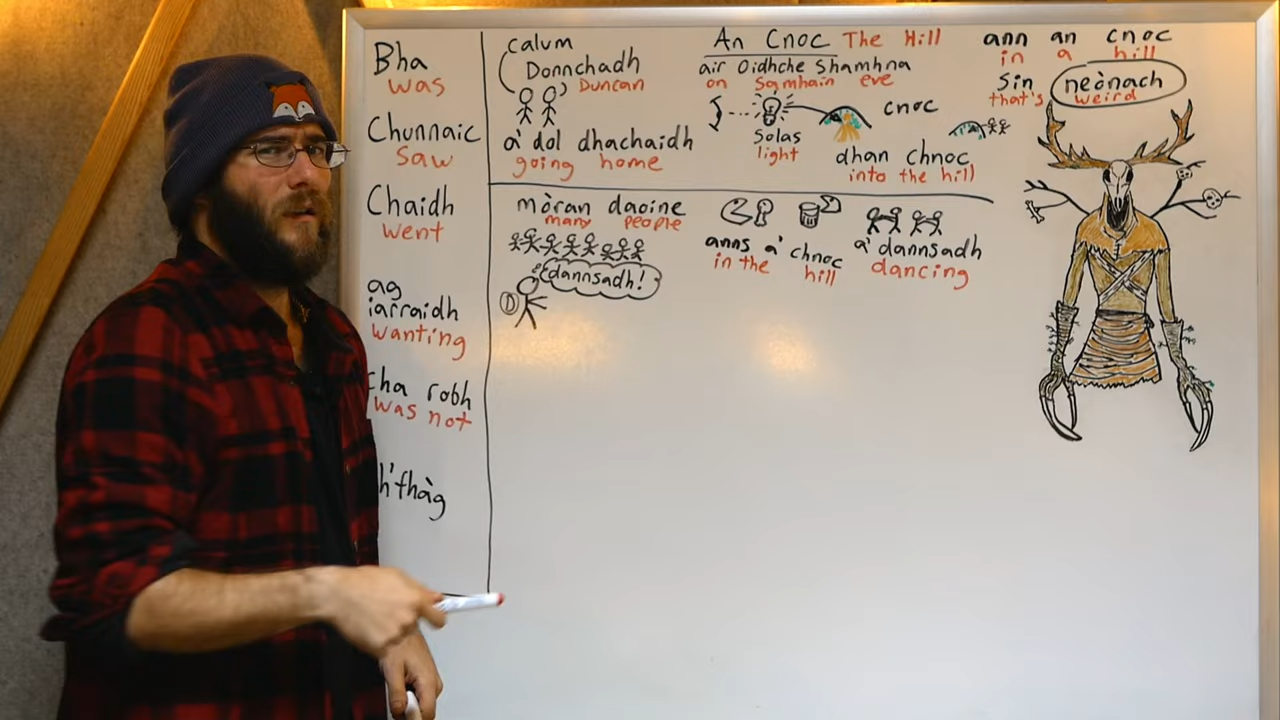 Bha
was
Chunnaic
Saw
Chaidh
went
ag
iarraidh
wanting
cha robh
was not
h'fhàg
calum
Donnchadh
Duncan
a' dol dhachaidh
going home
An Cnoc The Hill
air Oidhche Shamhna
on Samhain eve
cnoc
Solas
light
dhan chnoc
into the hill
ann an cnoc
in a hill
Sin neònach
that's weird
mòran daoine
many people
dannsadh!
D
anns a' chnoc
in the hill
a' dannsadh
dancing